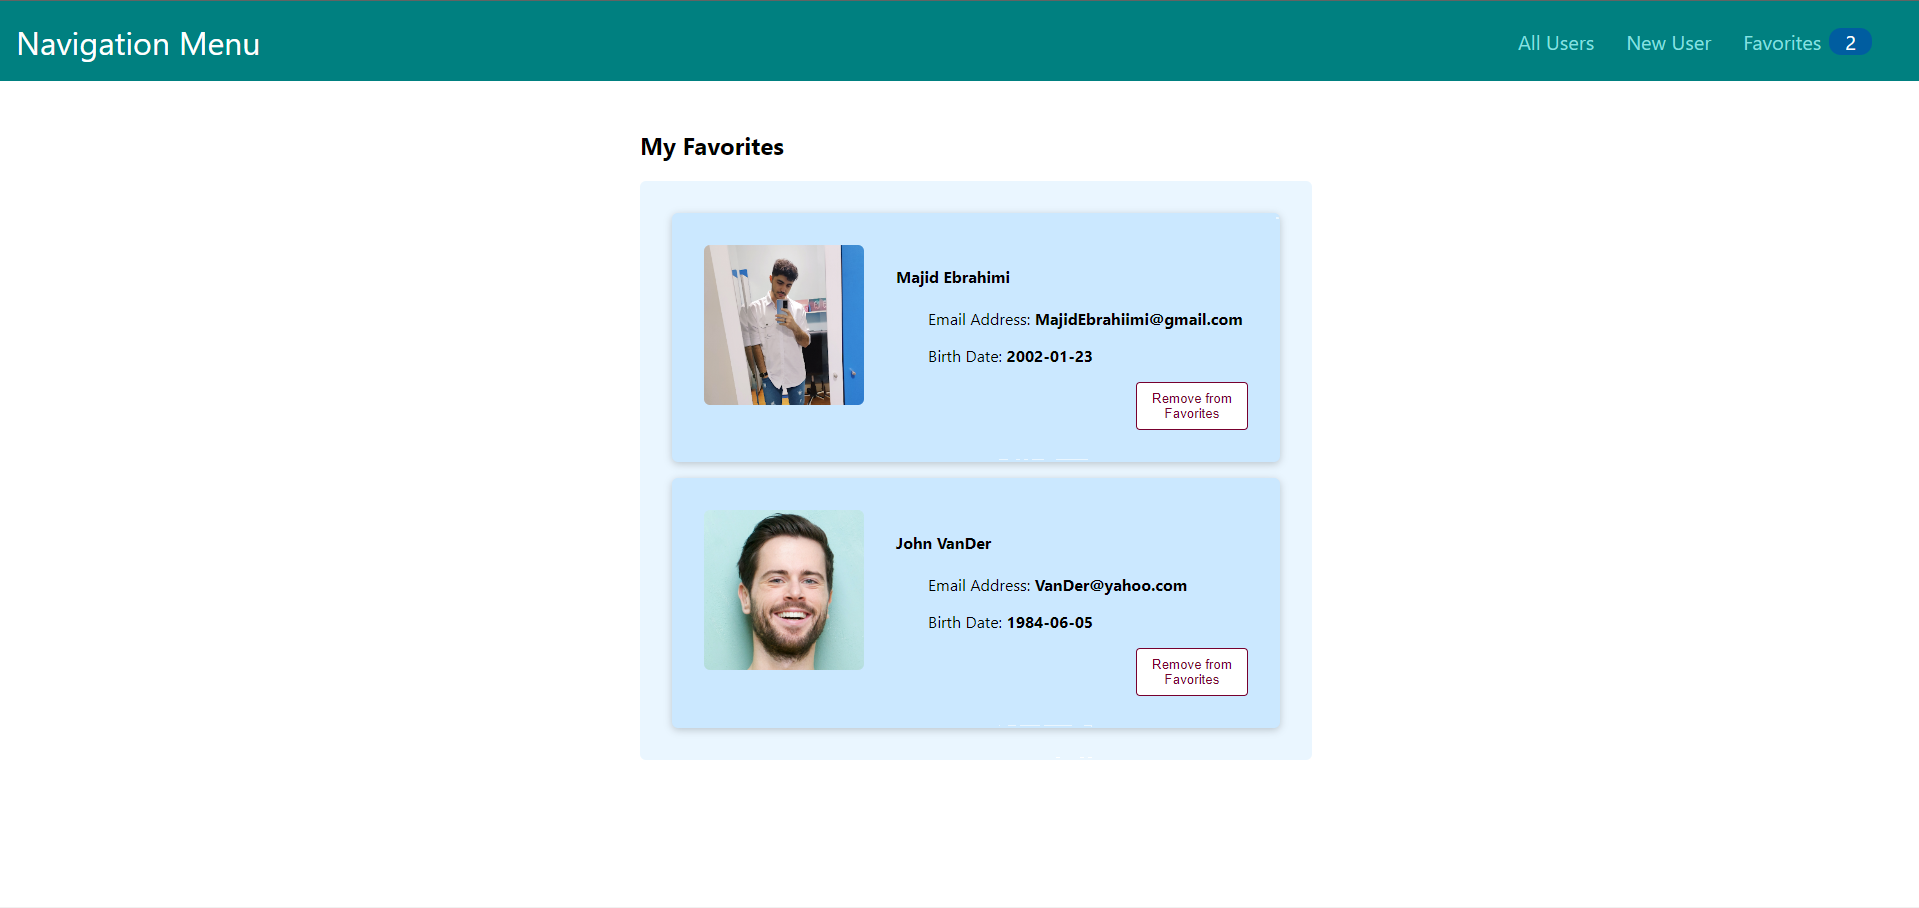 Navigation Menu
All Users New User Favorites 2
My Favorites
Majid Ebrahimi
Email Address: MajidEbrahiimi@gmail.com
Birth Date: 2002-01-23
Remove from
Favorites
John VanDer
Email Address: VanDer@yahoo.com
Birth Date: 1984-06-05
Remove from
Favorites